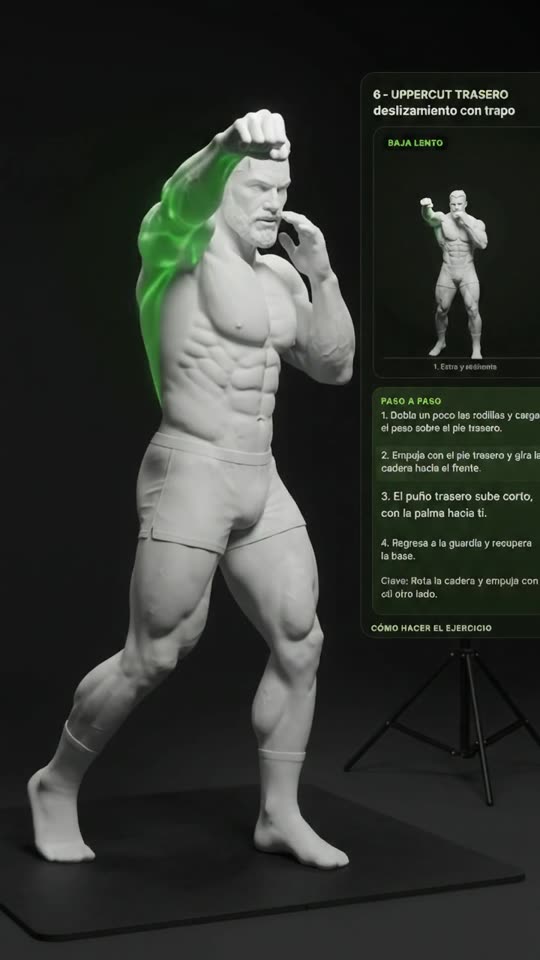 6 - UPPERCUT TRASERO
deslizamiento con trapo
BAJA LENTO
1. Extra y
PASO A PASO
1. Dobla un poco las rodillas y carga
el peso sobre el pie trasero.
2. Empuja con el pie trasero y gira la
cadera hacia el frente.
3. El puño trasero sube corto,
con la palma hacia ti.
4. Regresa a la guardia y recupera
la base.
Clave: Rota la cadera y empuja con
otro lado.
CÓMO HACER EL EJERCICIO